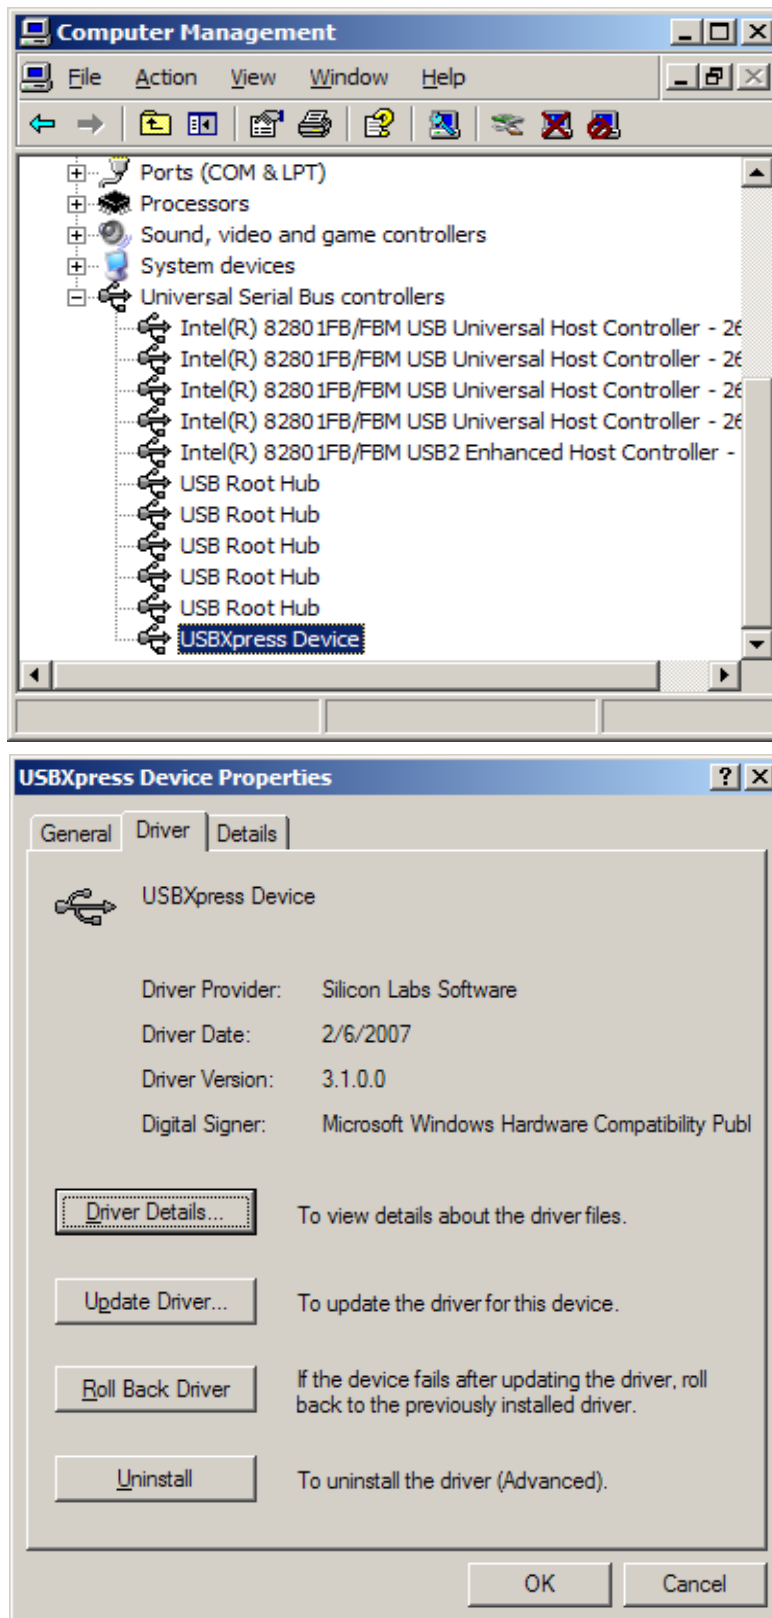 Computer Management
File Action View Window Help
Ports (COM & LPT)
Processors
Sound, video and game controllers
System devices
Universal Serial Bus controllers
Intel(R) 82801FB/FBM USB Universal Host Controller - 26
Intel(R) 82801FB/FBM USB Universal Host Controller - 26
Intel(R) 82801FB/FBM USB Universal Host Controller - 26
Intel(R) 82801FB/FBM USB Universal Host Controller - 26
Intel(R) 82801FB/FBM USB2 Enhanced Host Controller -
USB Root Hub
USB Root Hub
USB Root Hub
USB Root Hub
USB Root Hub
USBXpress Device
USBXpress Device Properties
General Driver Details
USBXpress Device
Driver Provider: Silicon Labs Software
Driver Date: 2/6/2007
Driver Version: 3.1.0.0
Digital Signer: Microsoft Windows Hardware Compatibility Publ
Driver Details... To view details about the driver files.
Update Driver... To update the driver for this device.
Roll Back Driver If the device fails after updating the driver, roll
back to the previously installed driver.
Uninstall To uninstall the driver (Advanced).
OK Cancel